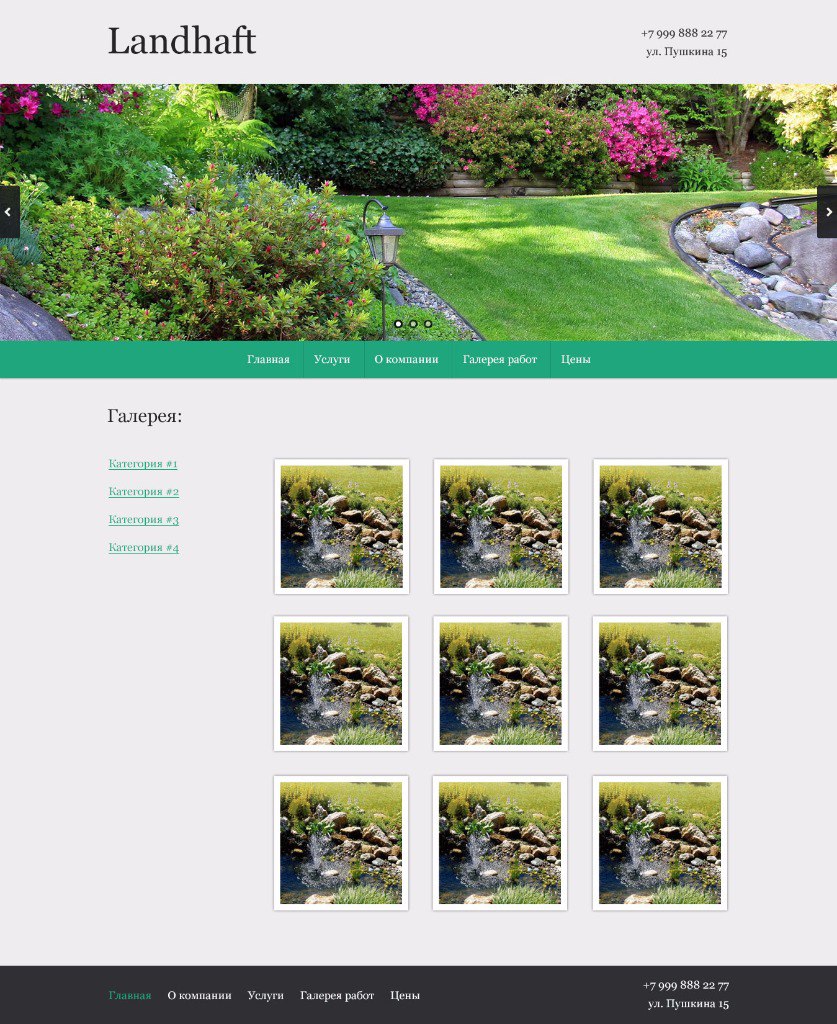 Landhaft
+7 999 888 22 77
ул. Пушкина 15
Главная Услуги О компании Галерея работ Цены
Галерея:
Категория #1
Категория #2
Категория #3
Категория #4
Главная О компании Услуги Галерея работ Цены
+7 999 888 22 77
ул. Пушкина 15